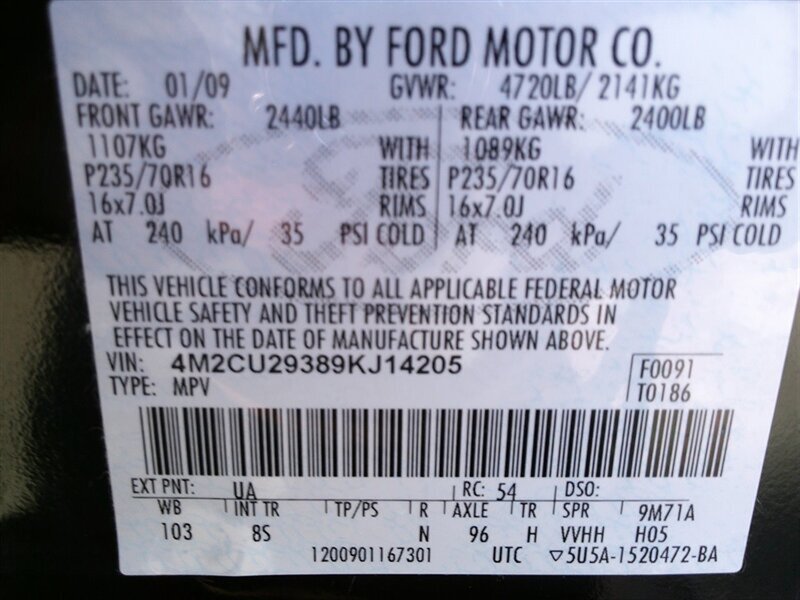 MFD. BY FORD MOTOR CO.
DATE: 01/09 GVWR: 4720LB/ 2141KG
FRONT GAWR: 2440LB REAR GAWR: 2400LB
1107KG WITH 1089KG WITH
P235/70R16 TIRES P235/70R16 TIRES
16x7.0J RIMS 16x7.0J RIMS
AT 240 kPa/ 35 PSI COLD AT 240 kPa/ 35 PSI COLD
THIS VEHICLE CONFORMS TO ALL APPLICABLE FEDERAL MOTOR
VEHICLE SAFETY AND THEFT PREVENTION STANDARDS IN
EFFECT ON THE DATE OF MANUFACTURE SHOWN ABOVE.
VIN: 4M2CU29389KJ14205 F0091
TYPE: MPV T0186
EXT PNT: UA RC: 54 DSO:
WB INT TR TP/PS R AXLE TR SPR 9M71A
103 8S N 96 H VVHH H05
1200901167301 UTC ▽5U5A-1520472-BA